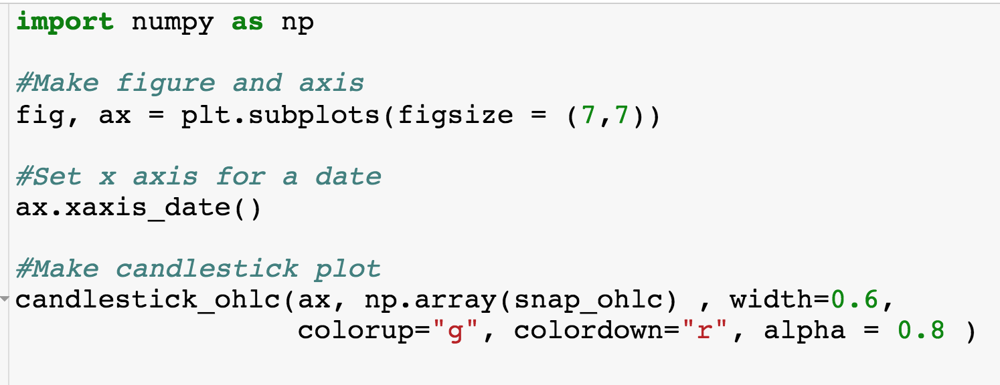 import numpy as np
#Make figure and axis
fig, ax = plt.subplots(figsize = (7,7))
#Set x axis for a date
ax.xaxis_date()
#Make candlestick plot
candlestick_ohlc(ax, np.array(snap_ohlc) , width=0.6,
colorup="g", colordown="r", alpha = 0.8 )